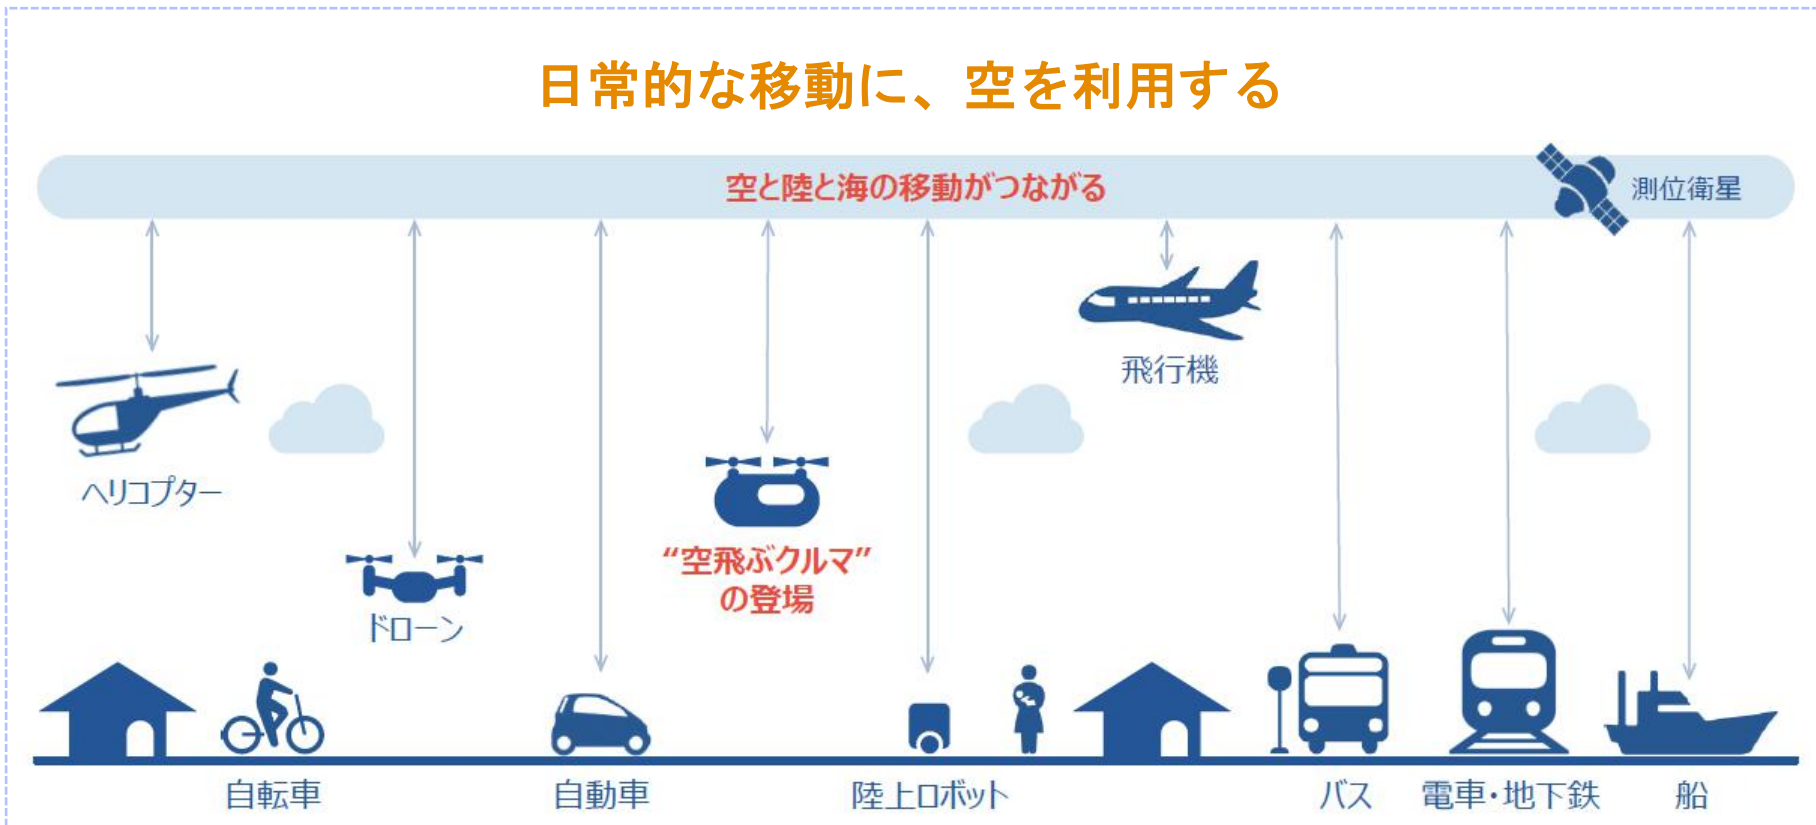 日常的な移動に、空を利用する
空と陸と海の移動がつながる
測位衛星
飛行機
ヘリコプター
“空飛ぶクルマ”
の登場
ドローン
自転車
自動車
陸上ロボット
バス
電車・地下鉄
船